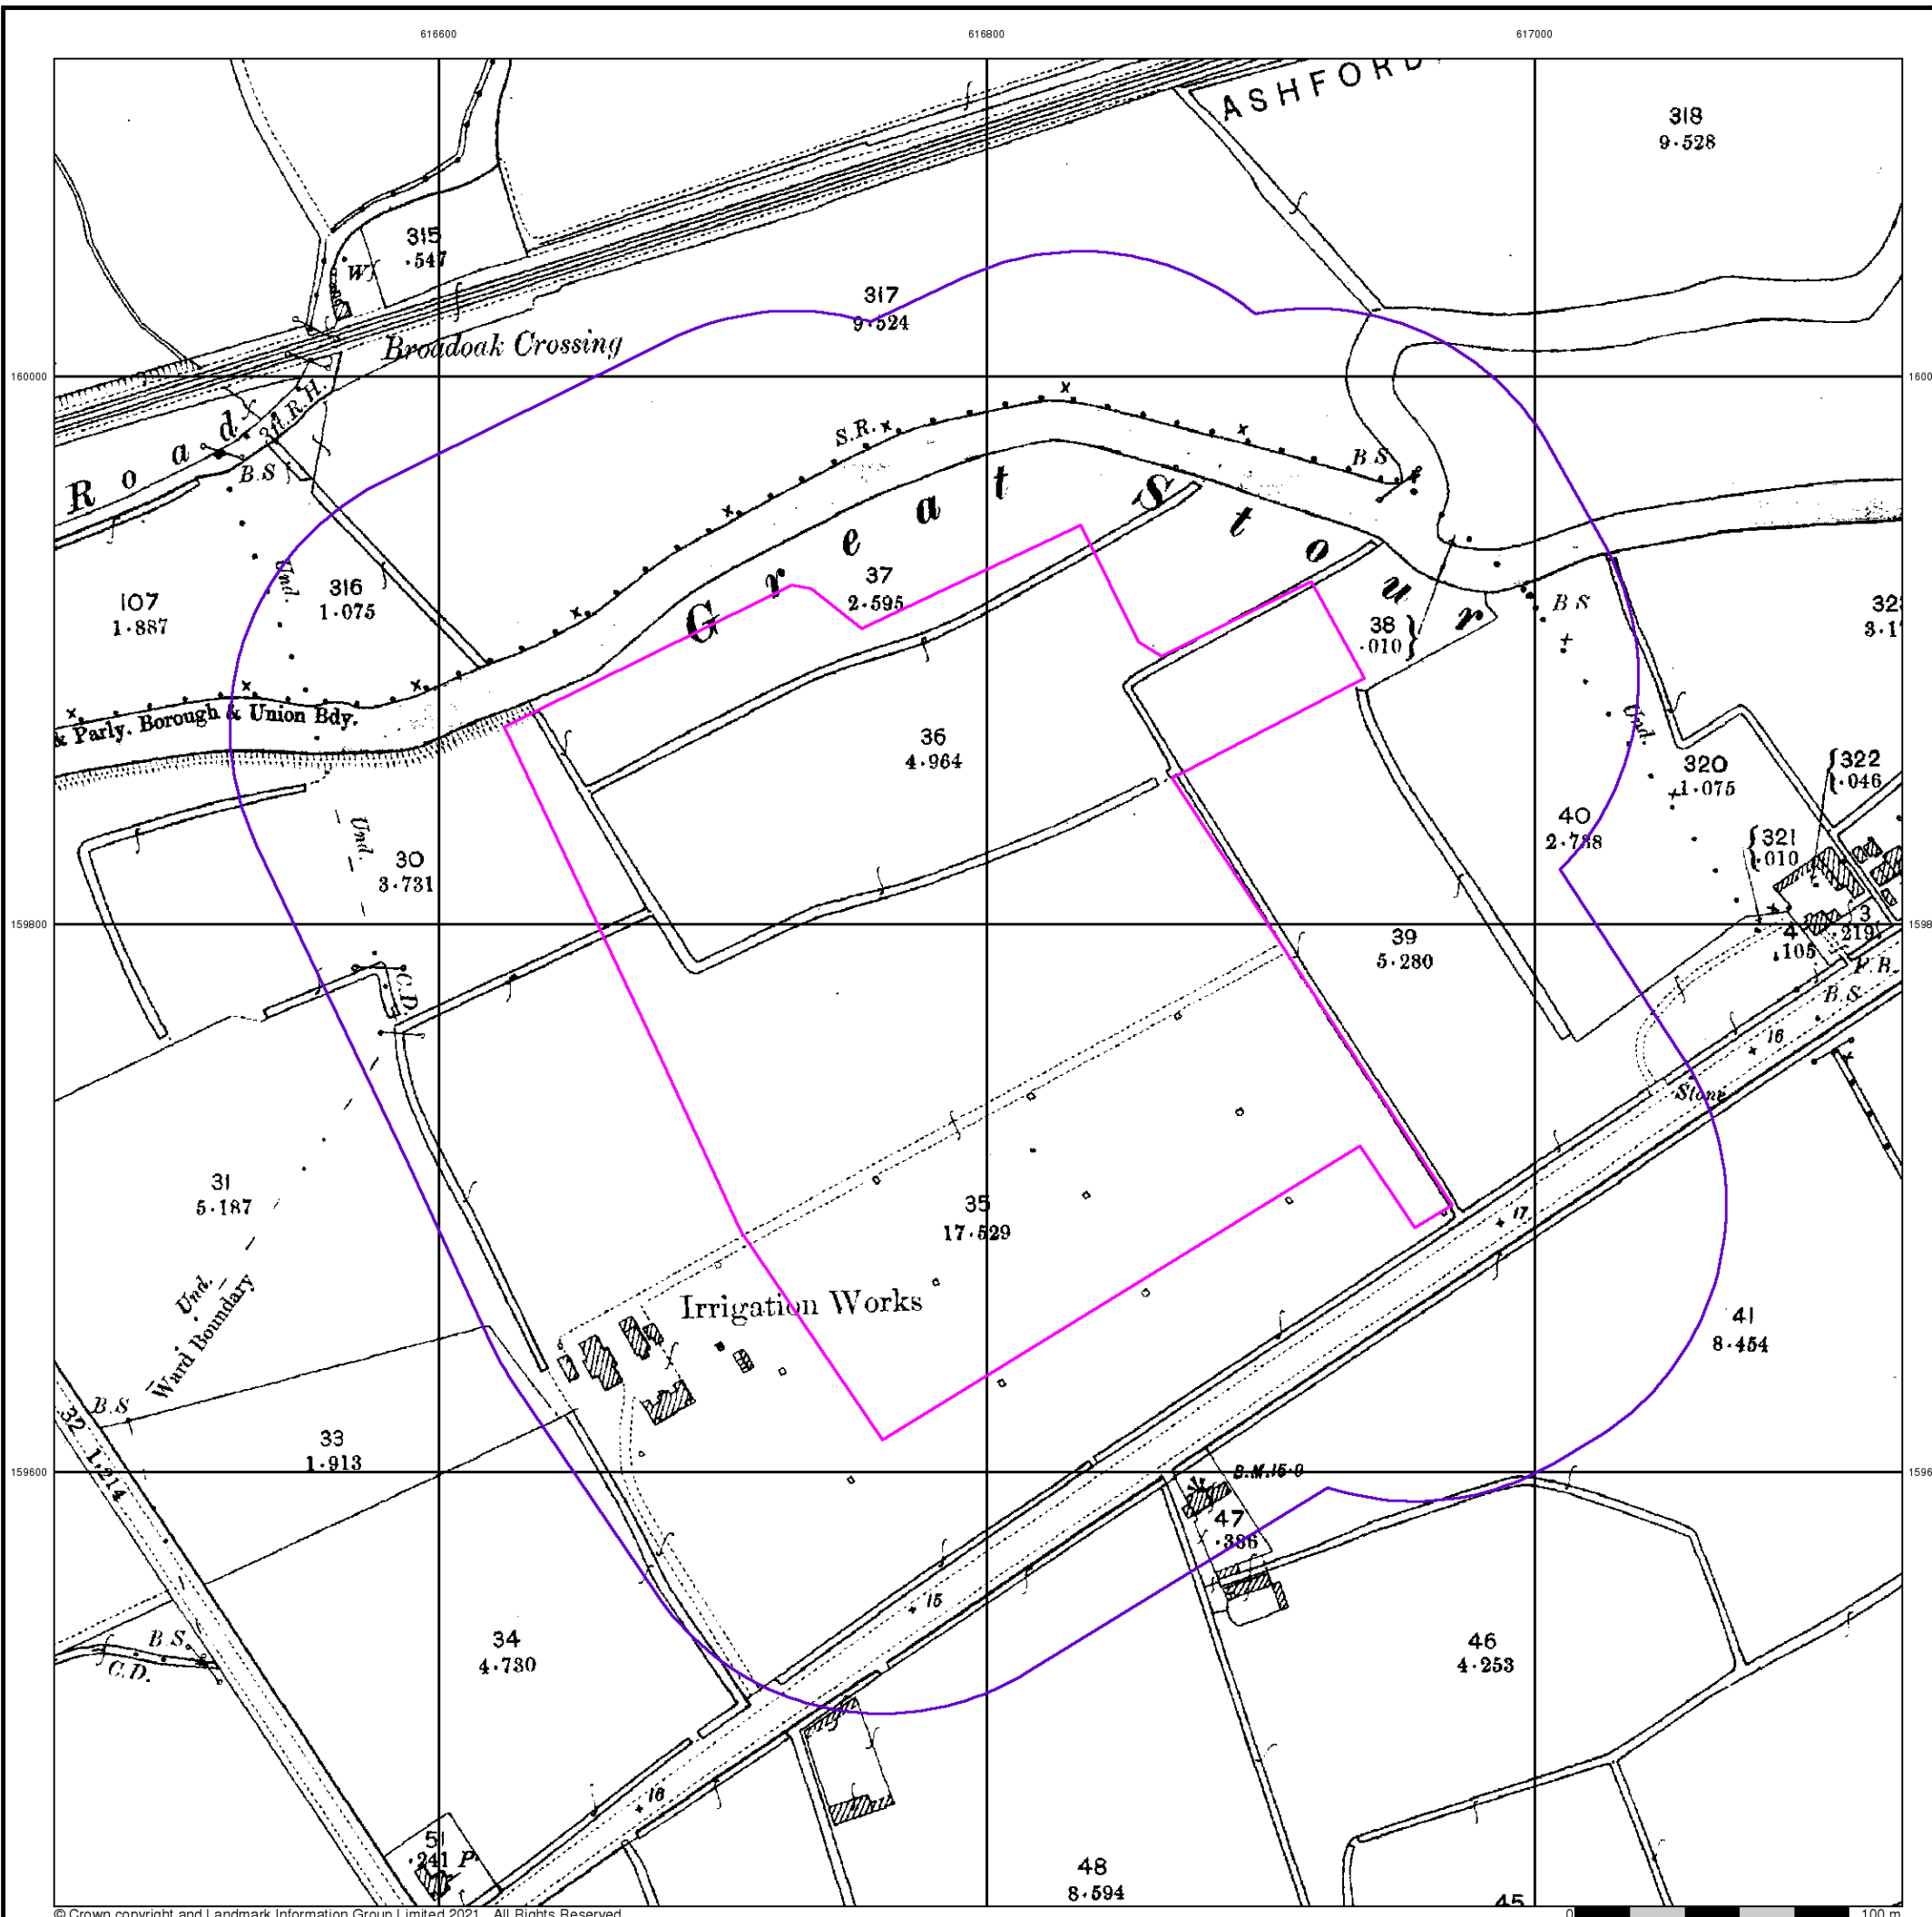 616600 616800 617000
ASHFORD
318
9·528
315
·547
W
317
9·524
Broadoak Crossing
160000
Road
3ft.R.H.
S.R.
B.S
B.S
Great Stour
Und.
316
1·075
107
1·887
37
2·595
38
·010
B S
& Parly. Borough & Union Bdy.
36
4·964
Und.
320
1·075
322
·046
40
2·788
321
·010
Und.
30
3·731
159800
39
5·280
3
·219
4
·105
F.B.
B.S.
C.D.
16
Stone
31
5·187
35
17·529
17
Und.
Ward Boundary
Irrigation Works
41
8·454
B.S
32
1·214
33
1·913
159600
B.M.15·9
47
·386
15
B.S.
C.D.
34
4·730
46
4·253
16
51
·241
P.
48
8·594
45
© Crown copyright and Landmark Information Group Limited 2021. All Rights Reserved.
0 100 m